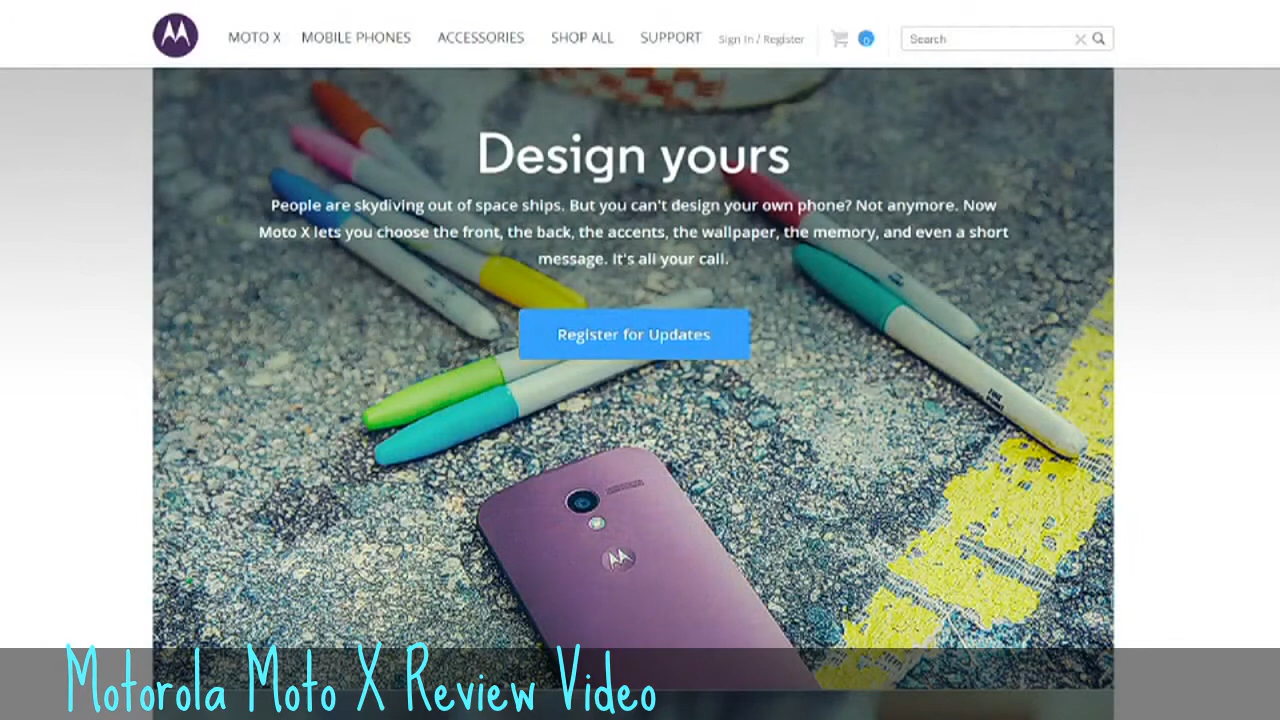 MOTO X MOBILE PHONES ACCESSORIES SHOP ALL SUPPORT Sign In / Register 0 Search
Design yours
People are skydiving out of space ships. But you can't design your own phone? Not anymore. Now
Moto X lets you choose the front, the back, the accents, the wallpaper, the memory, and even a short
message. It's all your call.
Register for Updates
Motorola Moto X Review Video